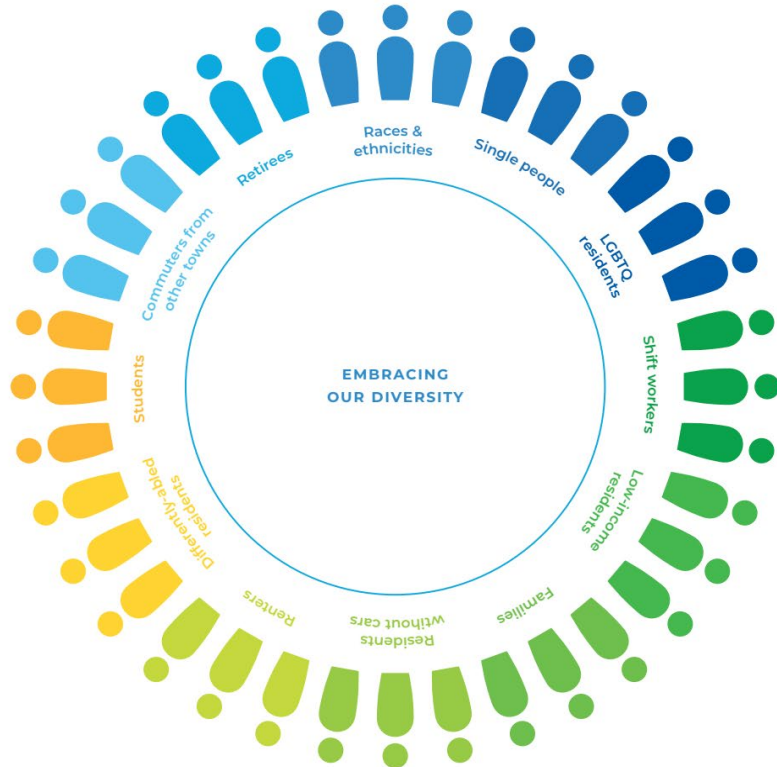 Races &
ethnicities
Single people
LGBTQ
residents
Shift workers
Low-income
residents
Families
Residents
wtihout cars
Renters
Differently-abled
residents
Students
Commuters from
other towns
Retirees
EMBRACING
OUR DIVERSITY